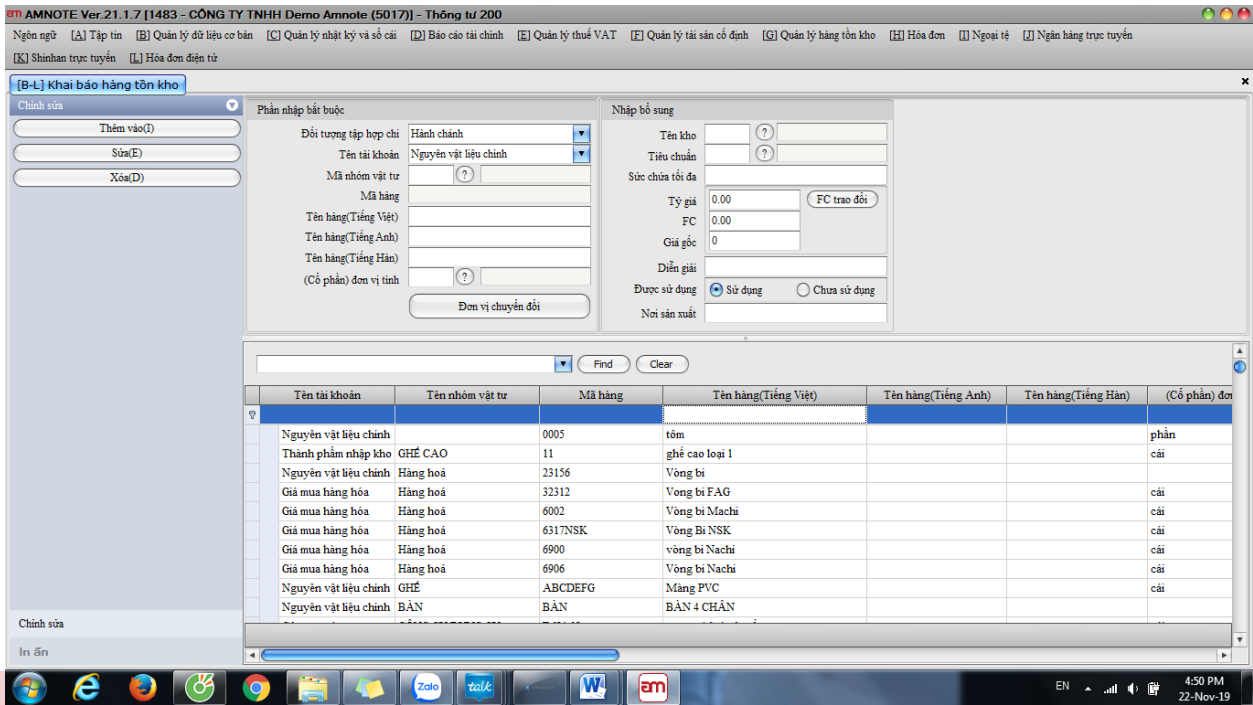 am AMNOTE Ver.21.1.7 [1483 - CÔNG TY TNHH Demo Amnote (5017)] - Thông tư 200
Ngôn ngữ [A] Tập tin [B] Quản lý dữ liệu cơ bản [C] Quản lý nhật ký và sổ cái [D] Báo cáo tài chính [E] Quản lý thuế VAT [F] Quản lý tài sản cố định [G] Quản lý hàng tồn kho [H] Hóa đơn [I] Ngoại tệ [J] Ngân hàng trực tuyến
[K] Shinhan trực tuyến [L] Hóa đơn điện tử
[B-L] Khai báo hàng tồn kho
Chỉnh sửa
Thêm vào(I)
Sửa(E)
Xóa(D)
Phần nhập bắt buộc
Đối tượng tập hợp chi Hành chánh
Tên tài khoản Nguyên vật liệu chính
Mã nhóm vật tư ?
Mã hàng
Tên hàng(Tiếng Việt)
Tên hàng(Tiếng Anh)
Tên hàng(Tiếng Hàn)
(Cổ phần) đơn vị tính ?
Đơn vị chuyển đổi
Nhập bổ sung
Tên kho ?
Tiêu chuẩn ?
Sức chứa tối đa
Tỷ giá 0.00 FC trao đổi
FC 0.00
Giá gốc 0
Diễn giải
Được sử dụng Sử dụng Chưa sử dụng
Nơi sản xuất
Find Clear
Tên tài khoản Tên nhóm vật tư Mã hàng Tên hàng(Tiếng Việt) Tên hàng(Tiếng Anh) Tên hàng(Tiếng Hàn) (Cổ phần) đơn
Nguyên vật liệu chính 0005 tôm phần
Thành phẩm nhập kho GHẾ CAO 11 ghế cao loại 1 cái
Nguyên vật liệu chính Hàng hoá 23156 Vòng bi
Giá mua hàng hóa Hàng hoá 32312 Vong bi FAG cái
Giá mua hàng hóa Hàng hoá 6002 Vòng bi Machi cái
Giá mua hàng hóa Hàng hoá 6317NSK Vòng Bi NSK cái
Giá mua hàng hóa Hàng hoá 6900 vòng bi Nachi cái
Giá mua hàng hóa Hàng hoá 6906 Vòng bi Nachi cái
Nguyên vật liệu chính GHẾ ABCDEFG Màng PVC cái
Nguyên vật liệu chính BÀN BÀN BÀN 4 CHÂN
Chỉnh sửa
In ấn
Zalo talk W am EN 4:50 PM
22-Nov-19